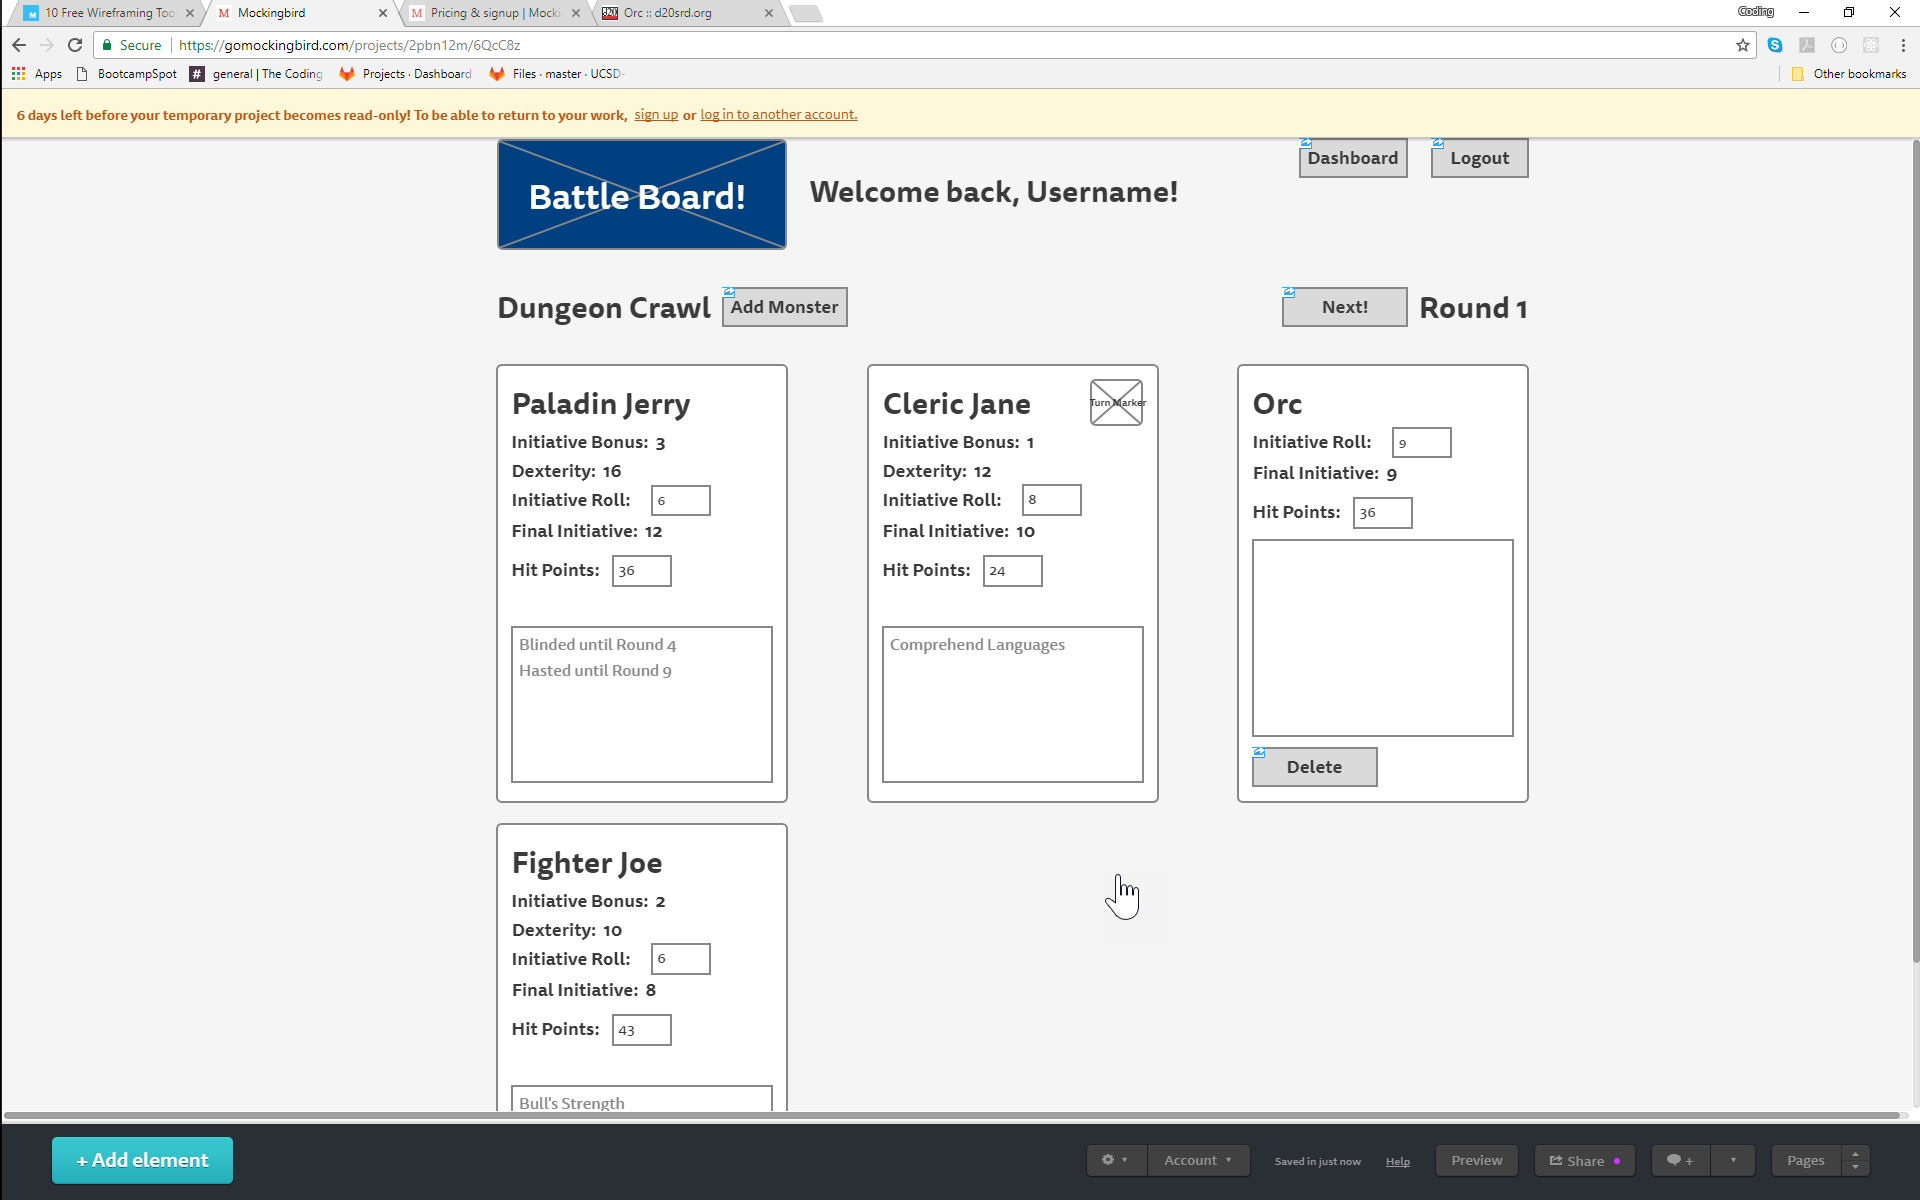 10 Free Wireframing Too
Mockingbird
Pricing & signup | Mocki
Orc :: d20srd.org
Coding
Secure
https://gomockingbird.com/projects/2pbn12m/6QcC8z
Apps
BootcampSpot
general | The Coding
Projects · Dashboard
Files · master · UCSD
Other bookmarks
6 days left before your temporary project becomes read-only! To be able to return to your work, sign up or log in to another account.
Battle Board!
Welcome back, Username!
Dashboard
Logout
Dungeon Crawl
Add Monster
Next!
Round 1
Paladin Jerry
Initiative Bonus: 3
Dexterity: 16
Initiative Roll: 6
Final Initiative: 12
Hit Points: 36
Blinded until Round 4
Hasted until Round 9
Cleric Jane
Turn Marker
Initiative Bonus: 1
Dexterity: 12
Initiative Roll: 8
Final Initiative: 10
Hit Points: 24
Comprehend Languages
Orc
Initiative Roll: 9
Final Initiative: 9
Hit Points: 36
Delete
Fighter Joe
Initiative Bonus: 2
Dexterity: 10
Initiative Roll: 6
Final Initiative: 8
Hit Points: 43
Bull's Strength
+ Add element
Account
Saved in just now
Help
Preview
Share
+
Pages